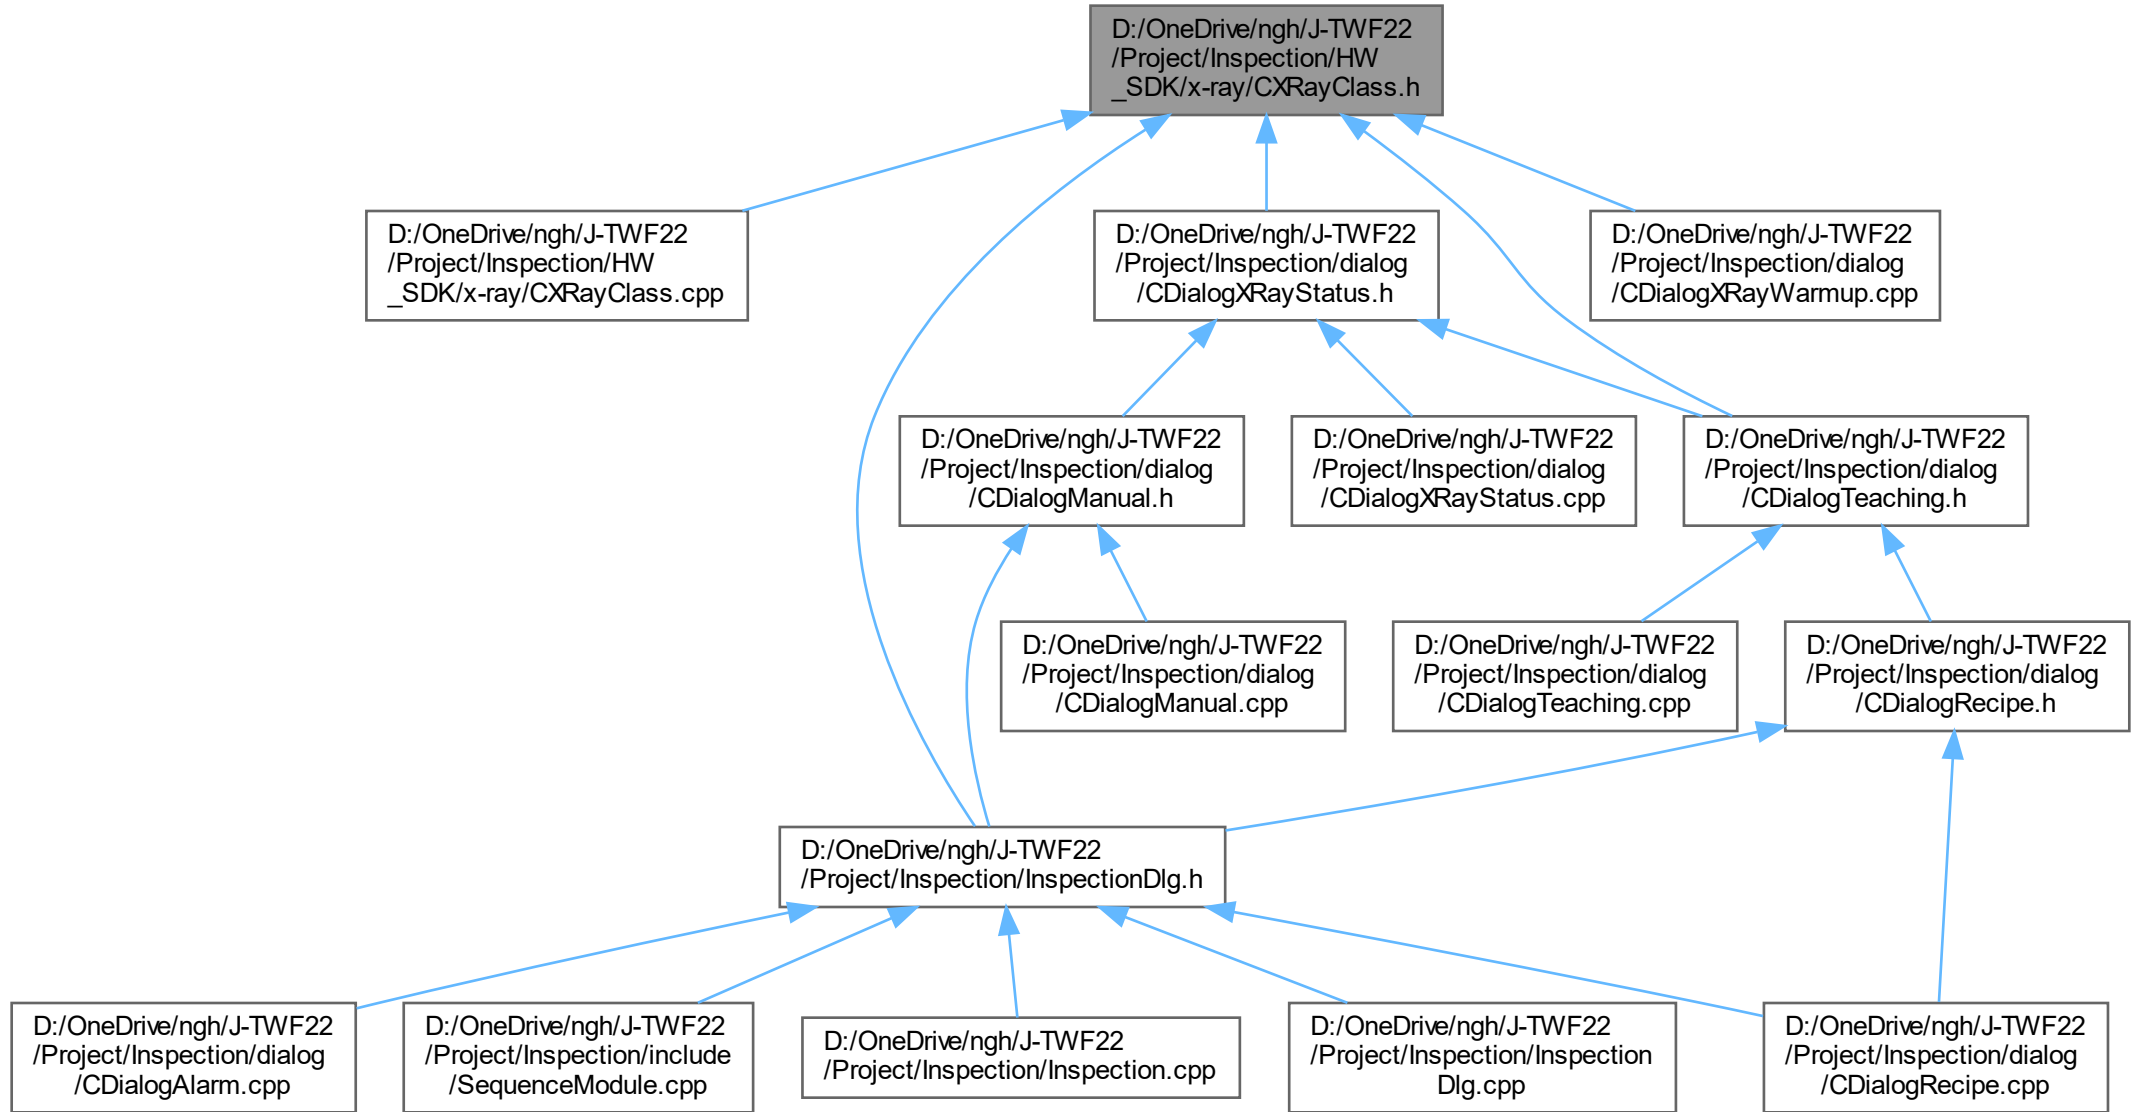 D:/OneDrive/ngh/J-TWF22
/Project/Inspection/HW
_SDK/x-ray/CXRayClass.h
D:/OneDrive/ngh/J-TWF22
/Project/Inspection/HW
_SDK/x-ray/CXRayClass.cpp
D:/OneDrive/ngh/J-TWF22
/Project/Inspection/dialog
/CDialogXRayStatus.h
D:/OneDrive/ngh/J-TWF22
/Project/Inspection/dialog
/CDialogXRayWarmup.cpp
D:/OneDrive/ngh/J-TWF22
/Project/Inspection/dialog
/CDialogManual.h
D:/OneDrive/ngh/J-TWF22
/Project/Inspection/dialog
/CDialogXRayStatus.cpp
D:/OneDrive/ngh/J-TWF22
/Project/Inspection/dialog
/CDialogTeaching.h
D:/OneDrive/ngh/J-TWF22
/Project/Inspection/dialog
/CDialogManual.cpp
D:/OneDrive/ngh/J-TWF22
/Project/Inspection/dialog
/CDialogTeaching.cpp
D:/OneDrive/ngh/J-TWF22
/Project/Inspection/dialog
/CDialogRecipe.h
D:/OneDrive/ngh/J-TWF22
/Project/Inspection/InspectionDlg.h
D:/OneDrive/ngh/J-TWF22
/Project/Inspection/dialog
/CDialogAlarm.cpp
D:/OneDrive/ngh/J-TWF22
/Project/Inspection/include
/SequenceModule.cpp
D:/OneDrive/ngh/J-TWF22
/Project/Inspection/Inspection.cpp
D:/OneDrive/ngh/J-TWF22
/Project/Inspection/Inspection
Dlg.cpp
D:/OneDrive/ngh/J-TWF22
/Project/Inspection/dialog
/CDialogRecipe.cpp